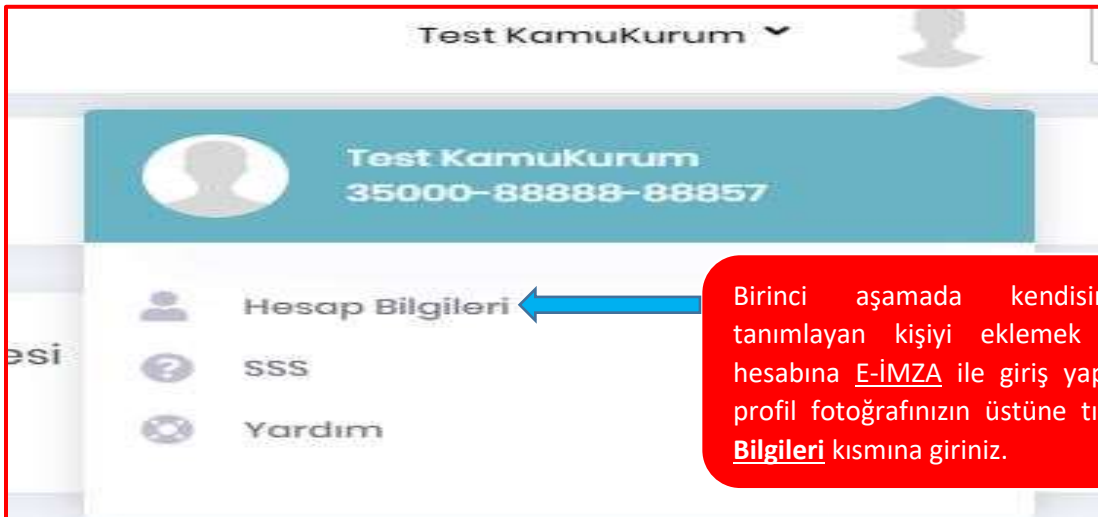 Test KamuKurum
Test KamuKurum
35000-88888-88857
Hesap Bilgileri
esi
SSS
Yardım
Birinci aşamada
tanımlayan kişiyi eklemek
hesabına E-İMZA ile giriş
profil fotoğrafınızın üstüne
Bilgileri kısmına giriniz.